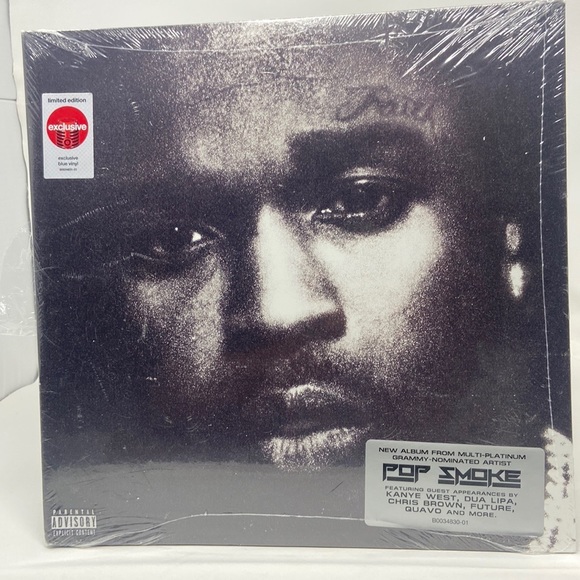 limited edition
exclusive
exclusive
blue vinyl
NEW ALBUM FROM MULTI-PLATINUM
GRAMMY-NOMINATED ARTIST
POP SMOKE
FEATURING GUEST APPEARANCES BY
KANYE WEST, DUA LIPA,
CHRIS BROWN, FUTURE,
QUAVO AND MORE.
B0034830-01
PARENTAL
ADVISORY
EXPLICIT CONTENT